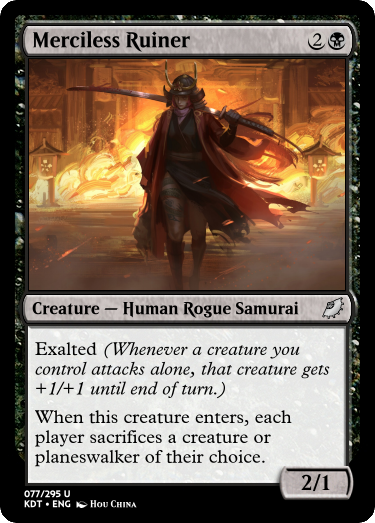 Merciless Ruiner 2
Creature — Human Rogue Samurai
Exalted (Whenever a creature you
control attacks alone, that creature gets
+1/+1 until end of turn.)
When this creature enters, each
player sacrifices a creature or
planeswalker of their choice.
2/1
077/295 U
KDT • ENG Hou China